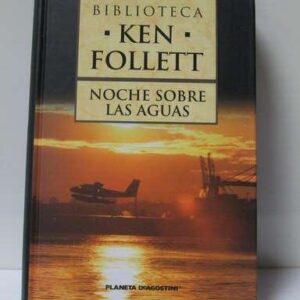 BIBLIOTECA
· KEN ·
FOLLETT
NOCHE SOBRE
LAS AGUAS
PLANETA DEAGOSTINI